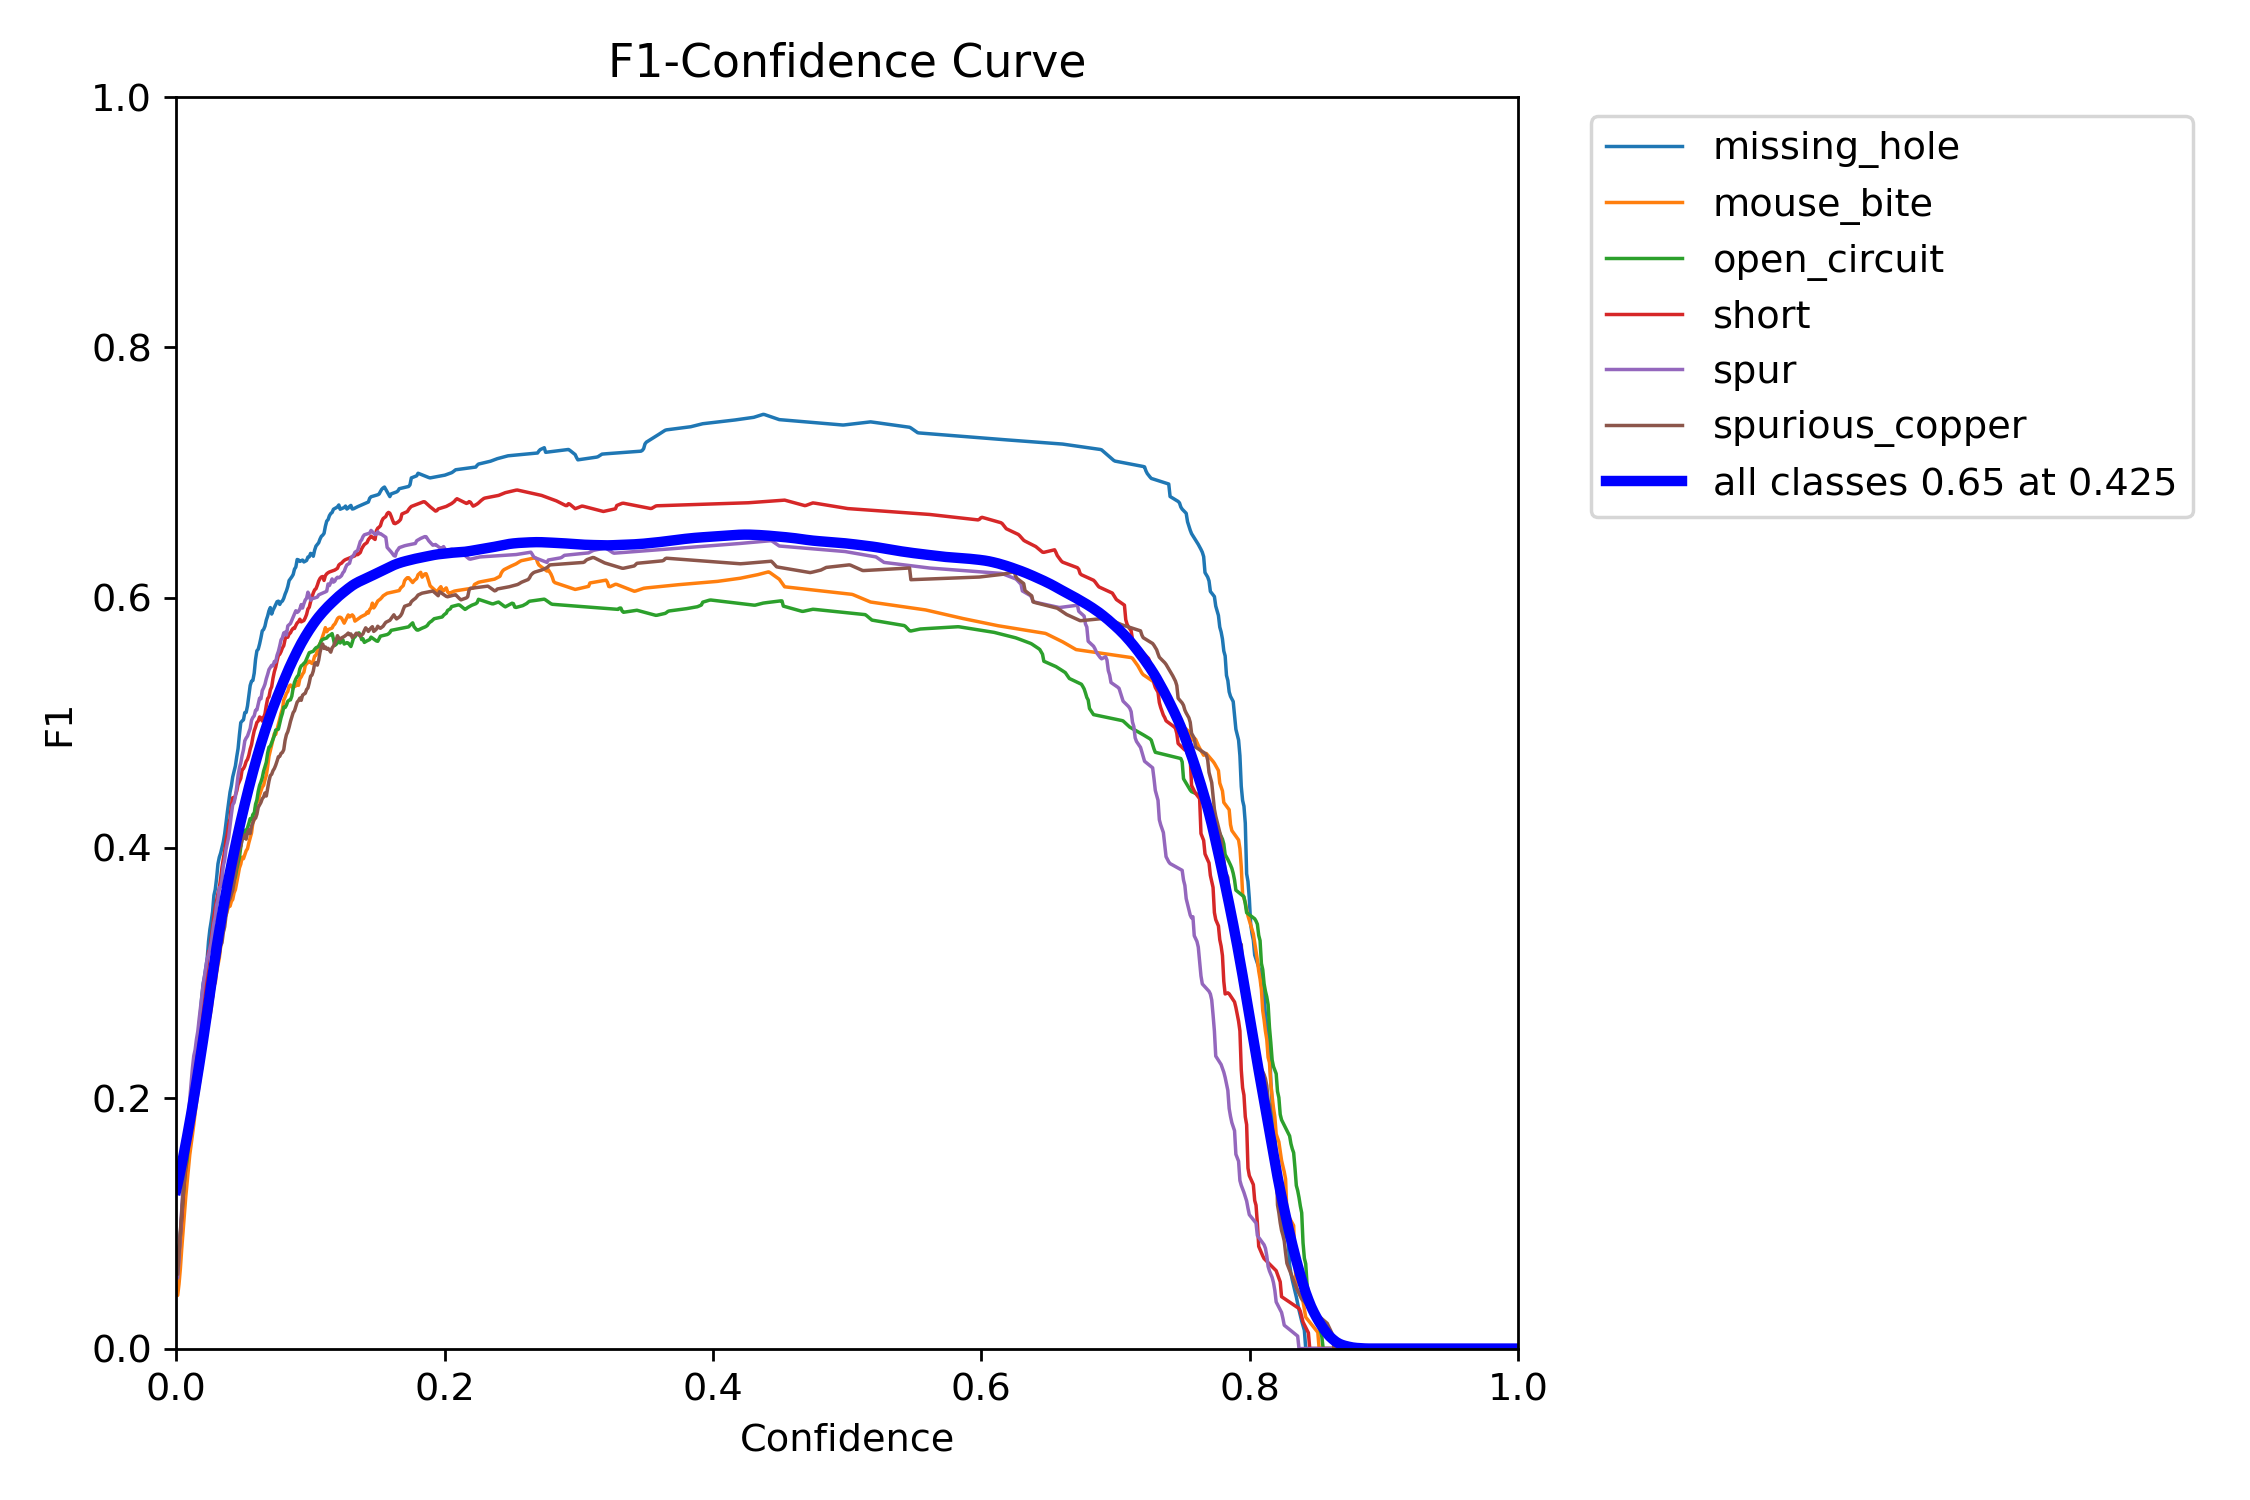 F1-Confidence Curve
1.0
0.8
0.6
0.4
0.2
0.0
F1
0.0 0.2 0.4 0.6 0.8 1.0
Confidence
missing_hole
mouse_bite
open_circuit
short
spur
spurious_copper
all classes 0.65 at 0.425